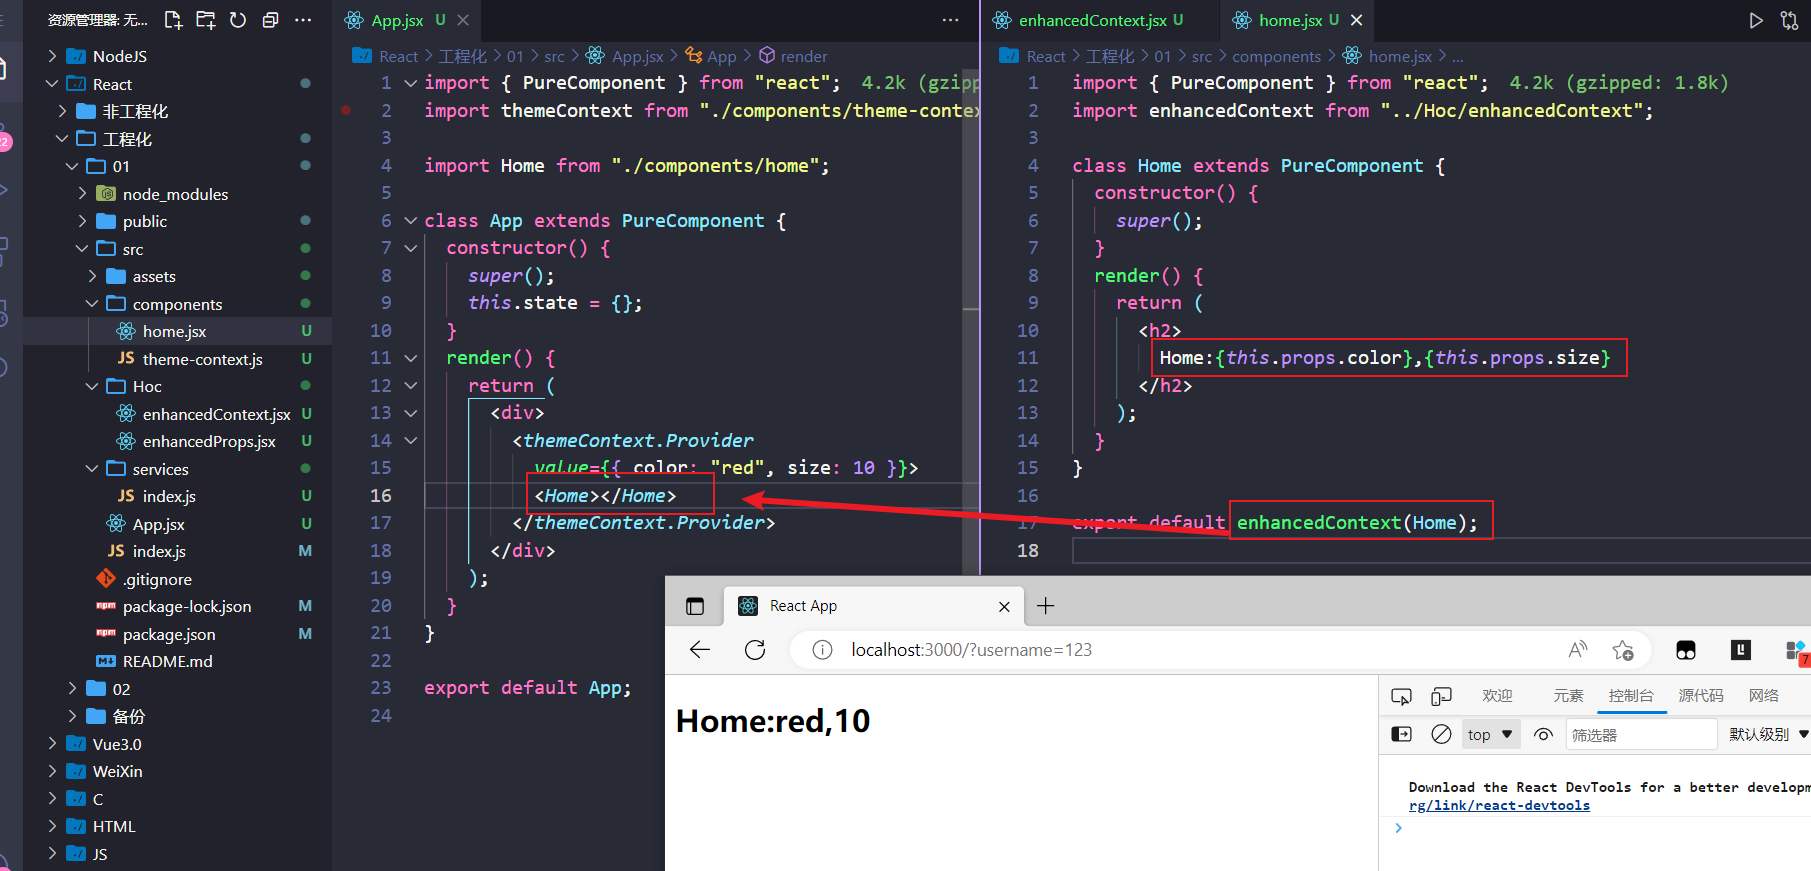 资源管理器: 无...
NodeJS
React
非工程化
工程化
01
node_modules
public
src
assets
components
home.jsx U
JS theme-context.js U
Hoc
enhancedContext.jsx U
enhancedProps.jsx U
services
JS index.js U
App.jsx U
JS index.js M
.gitignore
npm package-lock.json M
npm package.json M
README.md
02
备份
Vue3.0
WeiXin
C
HTML
JS
App.jsx U
React > 工程化 > 01 > src > App.jsx > App > render
1 import { PureComponent } from "react"; 4.2k (gzipp
2 import themeContext from "./components/theme-contex
3
4 import Home from "./components/home";
5
6 class App extends PureComponent {
7 constructor() {
8 super();
9 this.state = {};
10 }
11 render() {
12 return (
13 <div>
14 <themeContext.Provider
15 value={{ color: "red", size: 10 }}>
16 <Home></Home>
17 </themeContext.Provider>
18 </div>
19 );
20 }
21 }
22
23 export default App;
24
enhancedContext.jsx U
home.jsx U
React > 工程化 > 01 > src > components > home.jsx > ...
1 import { PureComponent } from "react"; 4.2k (gzipped: 1.8k)
2 import enhancedContext from "../Hoc/enhancedContext";
3
4 class Home extends PureComponent {
5 constructor() {
6 super();
7 }
8 render() {
9 return (
10 <h2>
11 Home:{this.props.color},{this.props.size}
12 </h2>
13 );
14 }
15 }
16
17 export default enhancedContext(Home);
18
React App
localhost:3000/?username=123
7
Home:red,10
欢迎 元素 控制台 源代码 网络
top 筛选器 默认级别
Download the React DevTools for a better developm
rg/link/react-devtools